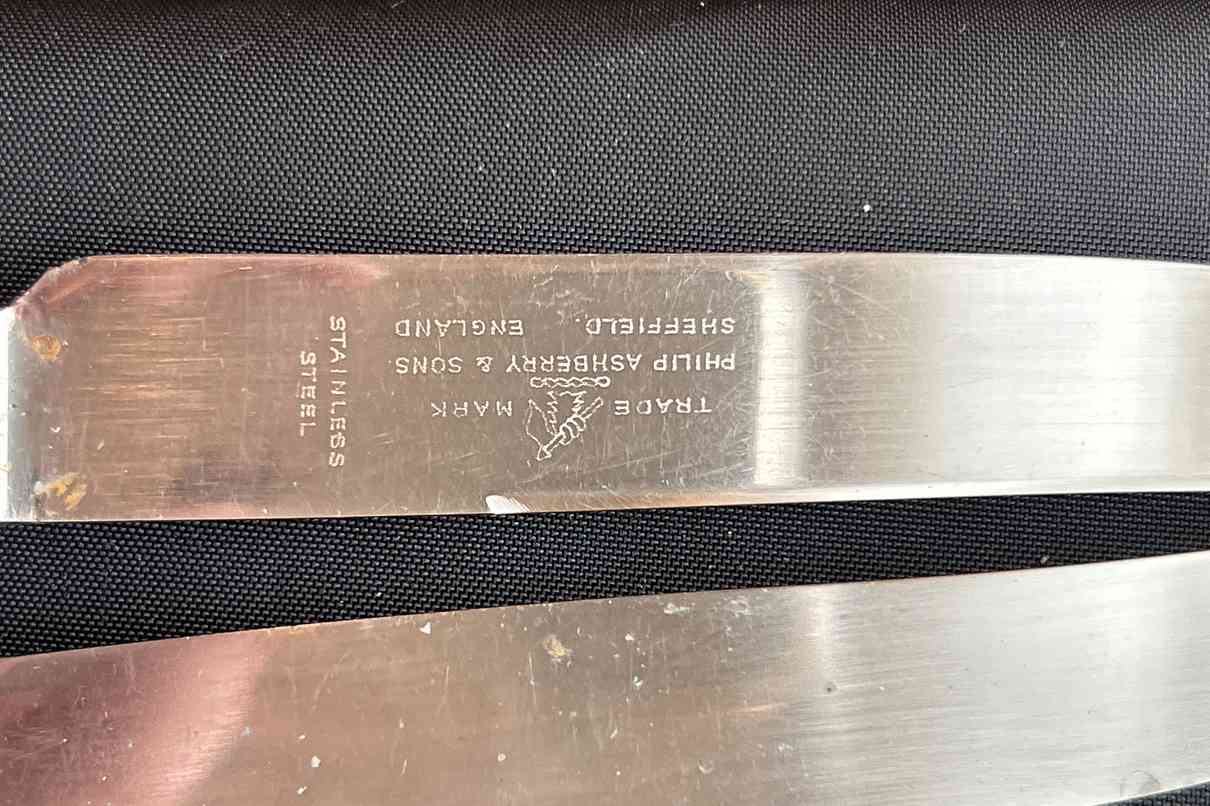 TRADE MARK
PHILIP ASHBERRY & SONS
SHEFFIELD. ENGLAND
STAINLESS
STEEL